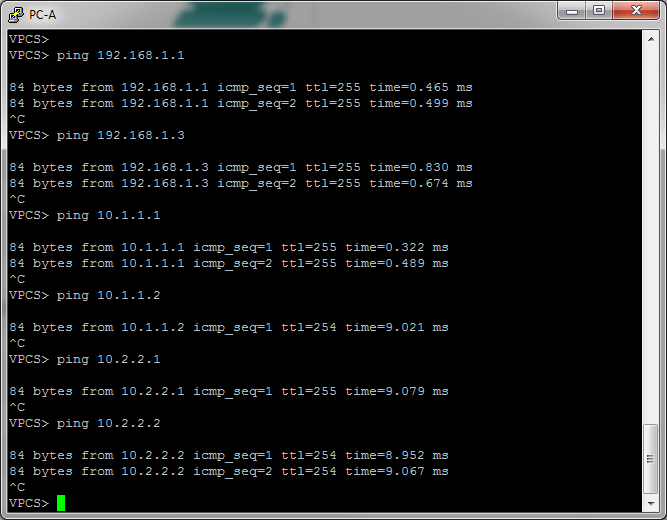 PC-A
VPCS>
VPCS> ping 192.168.1.1
84 bytes from 192.168.1.1 icmp_seq=1 ttl=255 time=0.465 ms
84 bytes from 192.168.1.1 icmp_seq=2 ttl=255 time=0.499 ms
^C
VPCS> ping 192.168.1.3
84 bytes from 192.168.1.3 icmp_seq=1 ttl=255 time=0.830 ms
84 bytes from 192.168.1.3 icmp_seq=2 ttl=255 time=0.674 ms
^C
VPCS> ping 10.1.1.1
84 bytes from 10.1.1.1 icmp_seq=1 ttl=255 time=0.322 ms
84 bytes from 10.1.1.1 icmp_seq=2 ttl=255 time=0.489 ms
^C
VPCS> ping 10.1.1.2
84 bytes from 10.1.1.2 icmp_seq=1 ttl=254 time=9.021 ms
^C
VPCS> ping 10.2.2.1
84 bytes from 10.2.2.1 icmp_seq=1 ttl=255 time=9.079 ms
^C
VPCS> ping 10.2.2.2
84 bytes from 10.2.2.2 icmp_seq=1 ttl=254 time=8.952 ms
84 bytes from 10.2.2.2 icmp_seq=2 ttl=254 time=9.067 ms
^C
VPCS>